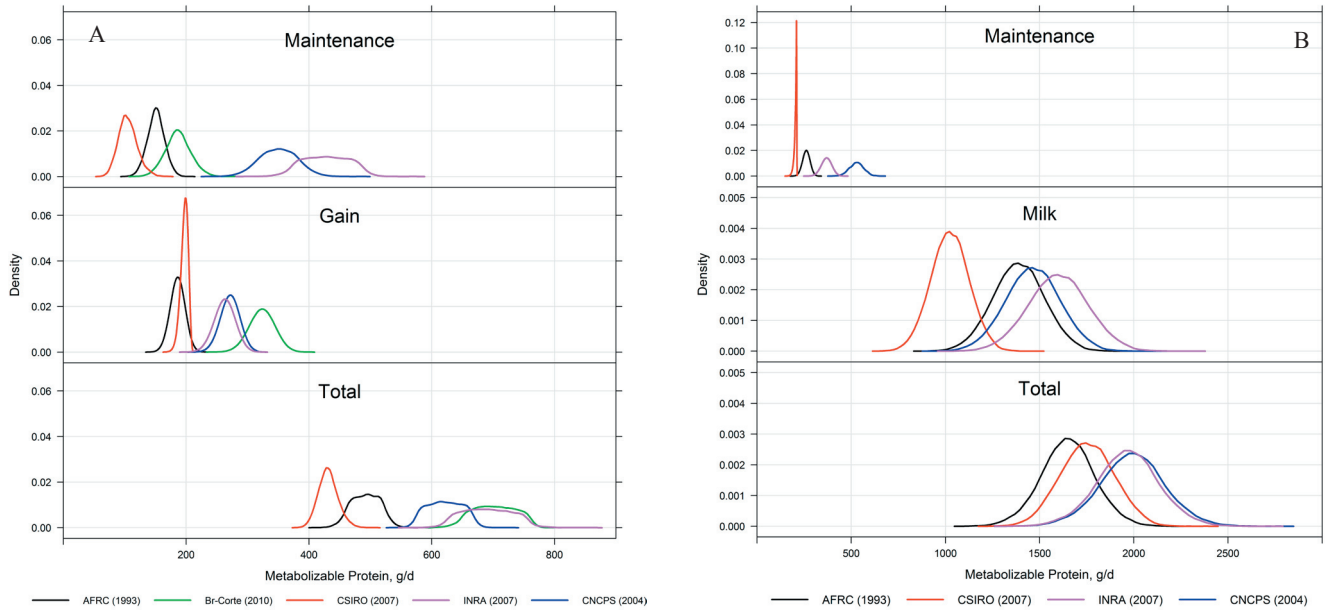 A
Maintenance
0.06
0.04
0.02
0.00
Gain
0.06
0.04
0.02
0.00
Density
Total
0.06
0.04
0.02
0.00
200
400
600
800
Metabolizable Protein, g/d
AFRC (1993)
Br-Corte (2010)
CSIRO (2007)
INRA (2007)
CNCPS (2004)
B
Maintenance
0.12
0.10
0.08
0.06
0.04
0.02
0.00
Milk
0.005
0.004
0.003
0.002
0.001
0.000
Density
Total
0.005
0.004
0.003
0.002
0.001
0.000
500
1000
1500
2000
2500
Metabolizable Protein, g/d
AFRC (1993)
CSIRO (2007)
INRA (2007)
CNCPS (2004)